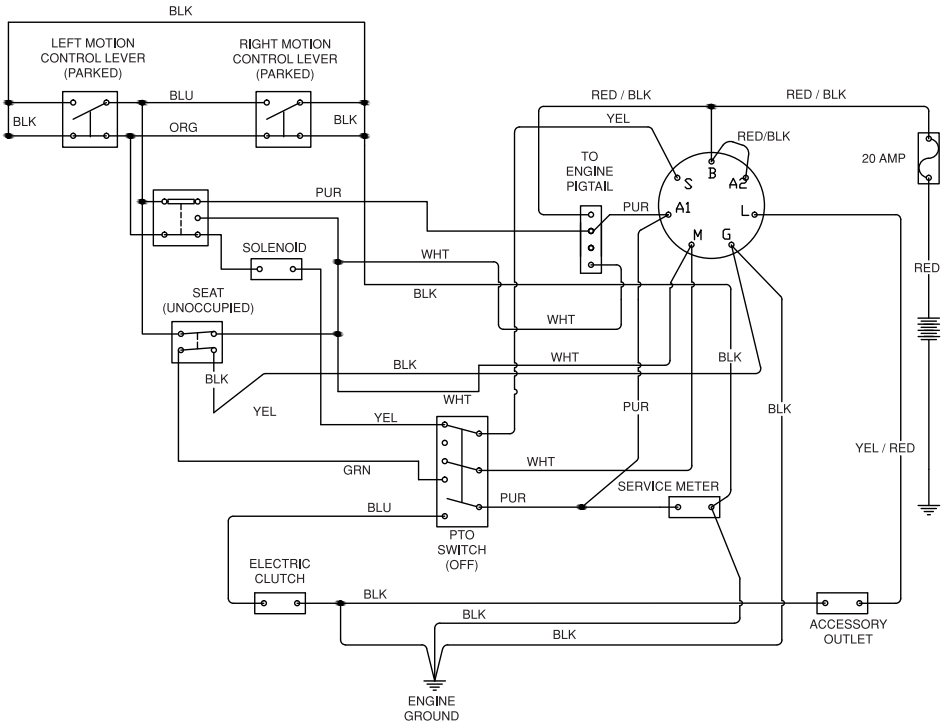 BLK
LEFT MOTION
CONTROL LEVER
(PARKED)
RIGHT MOTION
CONTROL LEVER
(PARKED)
BLU
BLK
ORG
BLK
RED / BLK
RED / BLK
YEL
RED/BLK
20 AMP
TO
ENGINE
PIGTAIL
B
S
A2
PUR
PUR
A1
L
M
G
SOLENOID
WHT
RED
BLK
SEAT
(UNOCCUPIED)
WHT
WHT
BLK
BLK
BLK
WHT
YEL
YEL
PUR
BLK
YEL / RED
WHT
GRN
SERVICE METER
PUR
BLU
PTO
SWITCH
(OFF)
ELECTRIC
CLUTCH
BLK
BLK
BLK
ACCESSORY
OUTLET
ENGINE
GROUND